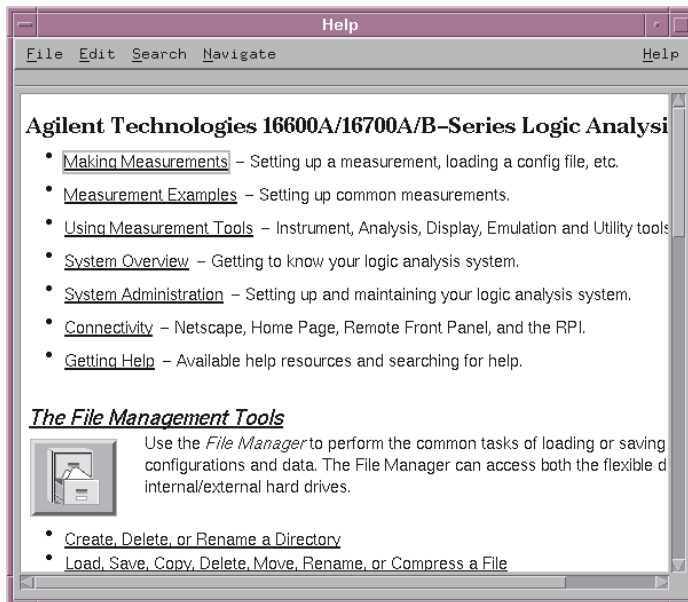 Help
File Edit Search Navigate Help
Agilent Technologies 16600A/16700A/B–Series Logic Analysi
• Making Measurements – Setting up a measurement, loading a config file, etc.
• Measurement Examples – Setting up common measurements.
• Using Measurement Tools – Instrument, Analysis, Display, Emulation and Utility tools
• System Overview – Getting to know your logic analysis system.
• System Administration – Setting up and maintaining your logic analysis system.
• Connectivity – Netscape, Home Page, Remote Front Panel, and the RPI.
• Getting Help – Available help resources and searching for help.
The File Management Tools
Use the File Manager to perform the common tasks of loading or saving
configurations and data. The File Manager can access both the flexible d
internal/external hard drives.
• Create, Delete, or Rename a Directory
• Load, Save, Copy, Delete, Move, Rename, or Compress a File